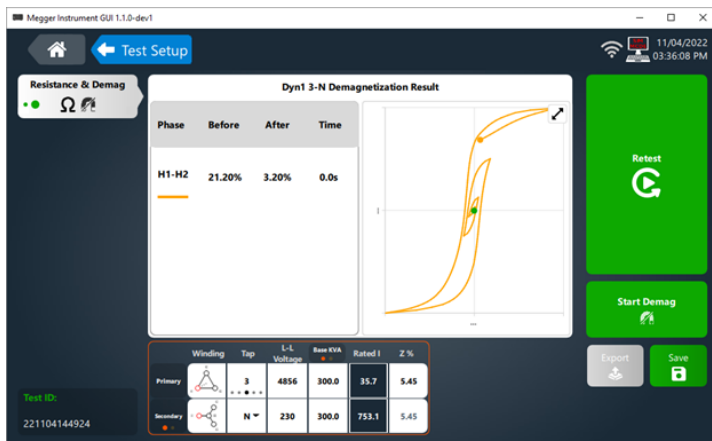 Megger Instrument GUI 1.1.0-dev1
Test Setup
11/04/2022
03:36:08 PM
Resistance & Demag
Ω
Dyn1 3-N Demagnetization Result
Phase Before After Time
H1-H2 21.20% 3.20% 0.0s
...
Retest
Start Demag
Export
Save
Winding Tap L-L Voltage Base KVA Rated I Z %
Primary 3 4856 300.0 35.7 5.45
Secondary N 230 300.0 753.1 5.45
Test ID:
221104144924